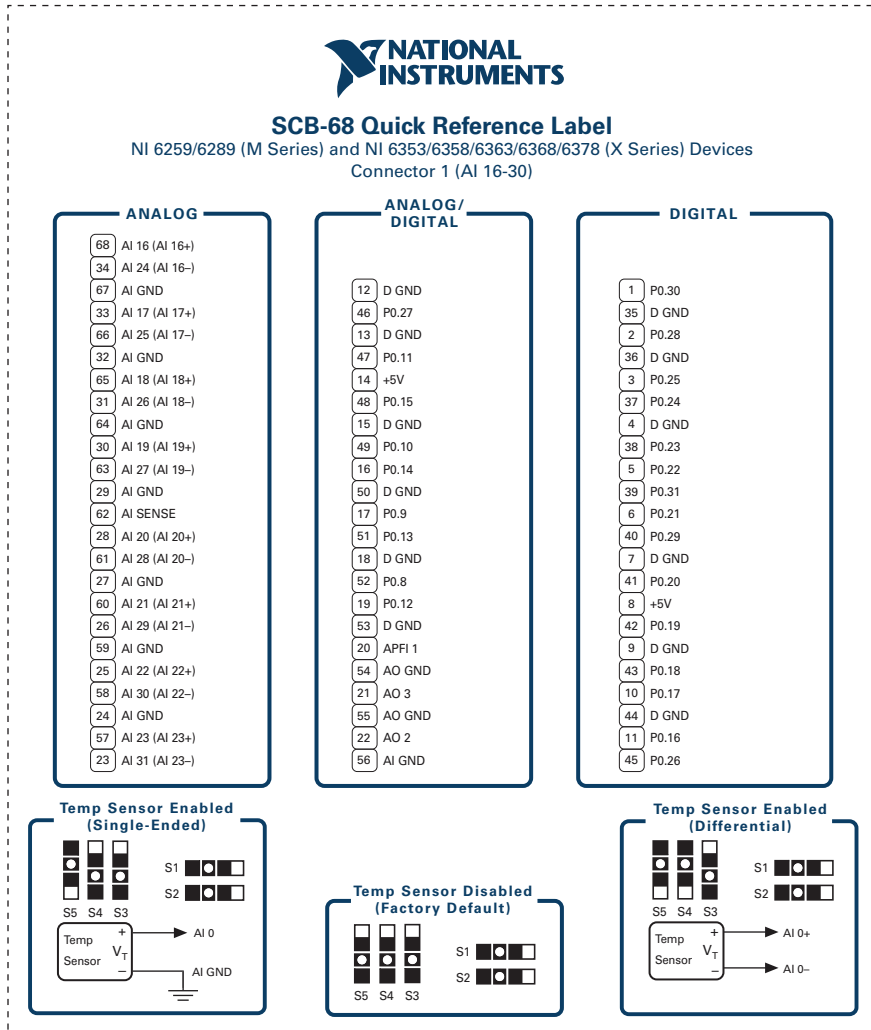 NATIONAL
INSTRUMENTS
SCB-68 Quick Reference Label
NI 6259/6289 (M Series) and NI 6353/6358/6363/6368/6378 (X Series) Devices
Connector 1 (AI 16-30)
ANALOG
68 AI 16 (AI 16+)
34 AI 24 (AI 16–)
67 AI GND
33 AI 17 (AI 17+)
66 AI 25 (AI 17–)
32 AI GND
65 AI 18 (AI 18+)
31 AI 26 (AI 18–)
64 AI GND
30 AI 19 (AI 19+)
63 AI 27 (AI 19–)
29 AI GND
62 AI SENSE
28 AI 20 (AI 20+)
61 AI 28 (AI 20–)
27 AI GND
60 AI 21 (AI 21+)
26 AI 29 (AI 21–)
59 AI GND
25 AI 22 (AI 22+)
58 AI 30 (AI 22–)
24 AI GND
57 AI 23 (AI 23+)
23 AI 31 (AI 23–)
ANALOG/
DIGITAL
12 D GND
46 P0.27
13 D GND
47 P0.11
14 +5V
48 P0.15
15 D GND
49 P0.10
16 P0.14
50 D GND
17 P0.9
51 P0.13
18 D GND
52 P0.8
19 P0.12
53 D GND
20 APFI 1
54 AO GND
21 AO 3
55 AO GND
22 AO 2
56 AI GND
DIGITAL
1 P0.30
35 D GND
2 P0.28
36 D GND
3 P0.25
37 P0.24
4 D GND
38 P0.23
5 P0.22
39 P0.31
6 P0.21
40 P0.29
7 D GND
41 P0.20
8 +5V
42 P0.19
9 D GND
43 P0.18
10 P0.17
44 D GND
11 P0.16
45 P0.26
Temp Sensor Enabled
(Single-Ended)
S1
S2
S5 S4 S3
Temp
Sensor
VT
+
–
AI 0
AI GND
Temp Sensor Disabled
(Factory Default)
S1
S2
S5 S4 S3
Temp Sensor Enabled
(Differential)
S1
S2
S5 S4 S3
Temp
Sensor
VT
+
–
AI 0+
AI 0–